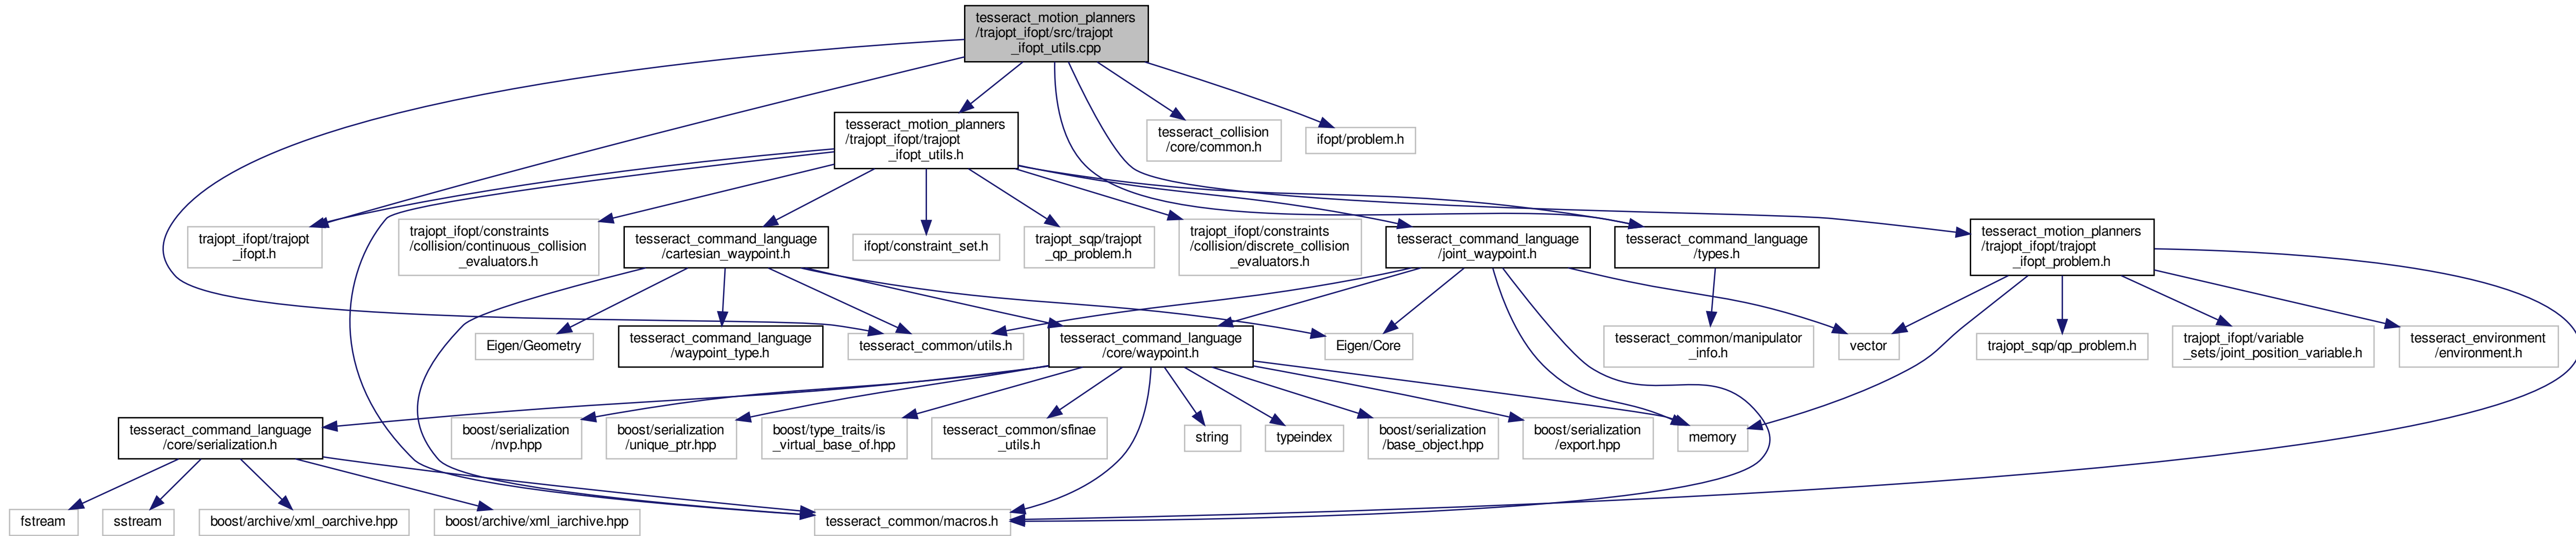 tesseract_motion_planners
/trajopt_ifopt/src/trajopt
_ifopt_utils.cpp
tesseract_motion_planners
/trajopt_ifopt/trajopt
_ifopt_utils.h
tesseract_collision
/core/common.h
ifopt/problem.h
trajopt_ifopt/trajopt
_ifopt.h
trajopt_ifopt/constraints
/collision/continuous_collision
_evaluators.h
tesseract_command_language
/cartesian_waypoint.h
ifopt/constraint_set.h
trajopt_sqp/trajopt
_qp_problem.h
trajopt_ifopt/constraints
/collision/discrete_collision
_evaluators.h
tesseract_command_language
/joint_waypoint.h
tesseract_command_language
/types.h
tesseract_motion_planners
/trajopt_ifopt/trajopt
_ifopt_problem.h
Eigen/Geometry
tesseract_command_language
/waypoint_type.h
tesseract_common/utils.h
tesseract_command_language
/core/waypoint.h
Eigen/Core
tesseract_common/manipulator
_info.h
vector
trajopt_sqp/qp_problem.h
trajopt_ifopt/variable
_sets/joint_position_variable.h
tesseract_environment
/environment.h
tesseract_command_language
/core/serialization.h
boost/serialization
/nvp.hpp
boost/serialization
/unique_ptr.hpp
boost/type_traits/is
_virtual_base_of.hpp
tesseract_common/sfinae
_utils.h
string
typeindex
boost/serialization
/base_object.hpp
boost/serialization
/export.hpp
memory
fstream
sstream
boost/archive/xml_oarchive.hpp
boost/archive/xml_iarchive.hpp
tesseract_common/macros.h